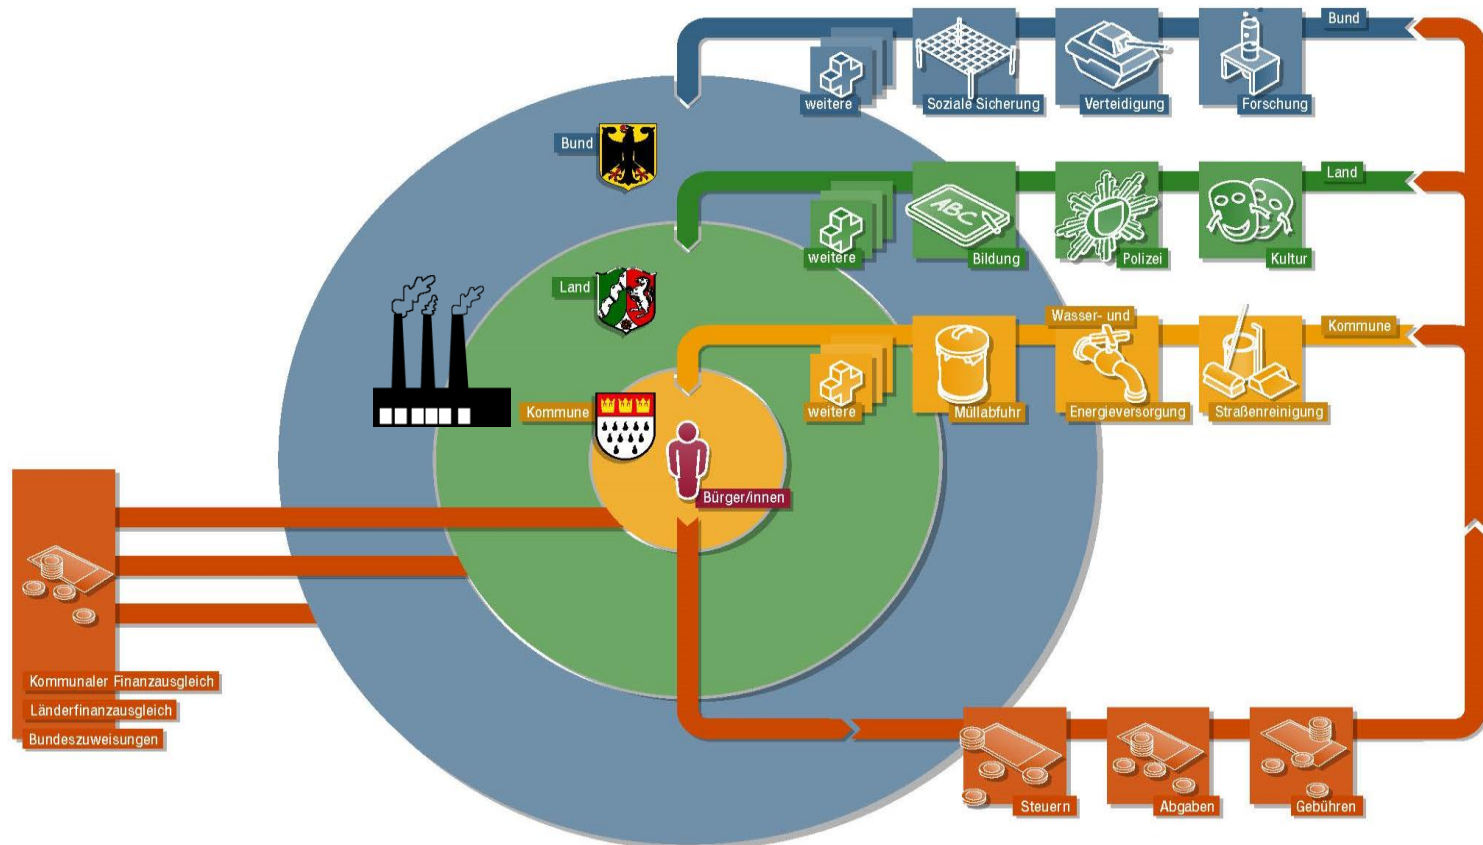 Bund
weitere
Soziale Sicherung
Verteidigung
Forschung
Bund
Land
weitere
ABC
Bildung
Polizei
Kultur
Land
Wasser- und
Kommune
weitere
Müllabfuhr
Energieversorgung
Straßenreinigung
Kommune
Bürger/innen
Kommunaler Finanzausgleich
Länderfinanzausgleich
Bundeszuweisungen
Steuern
Abgaben
Gebühren